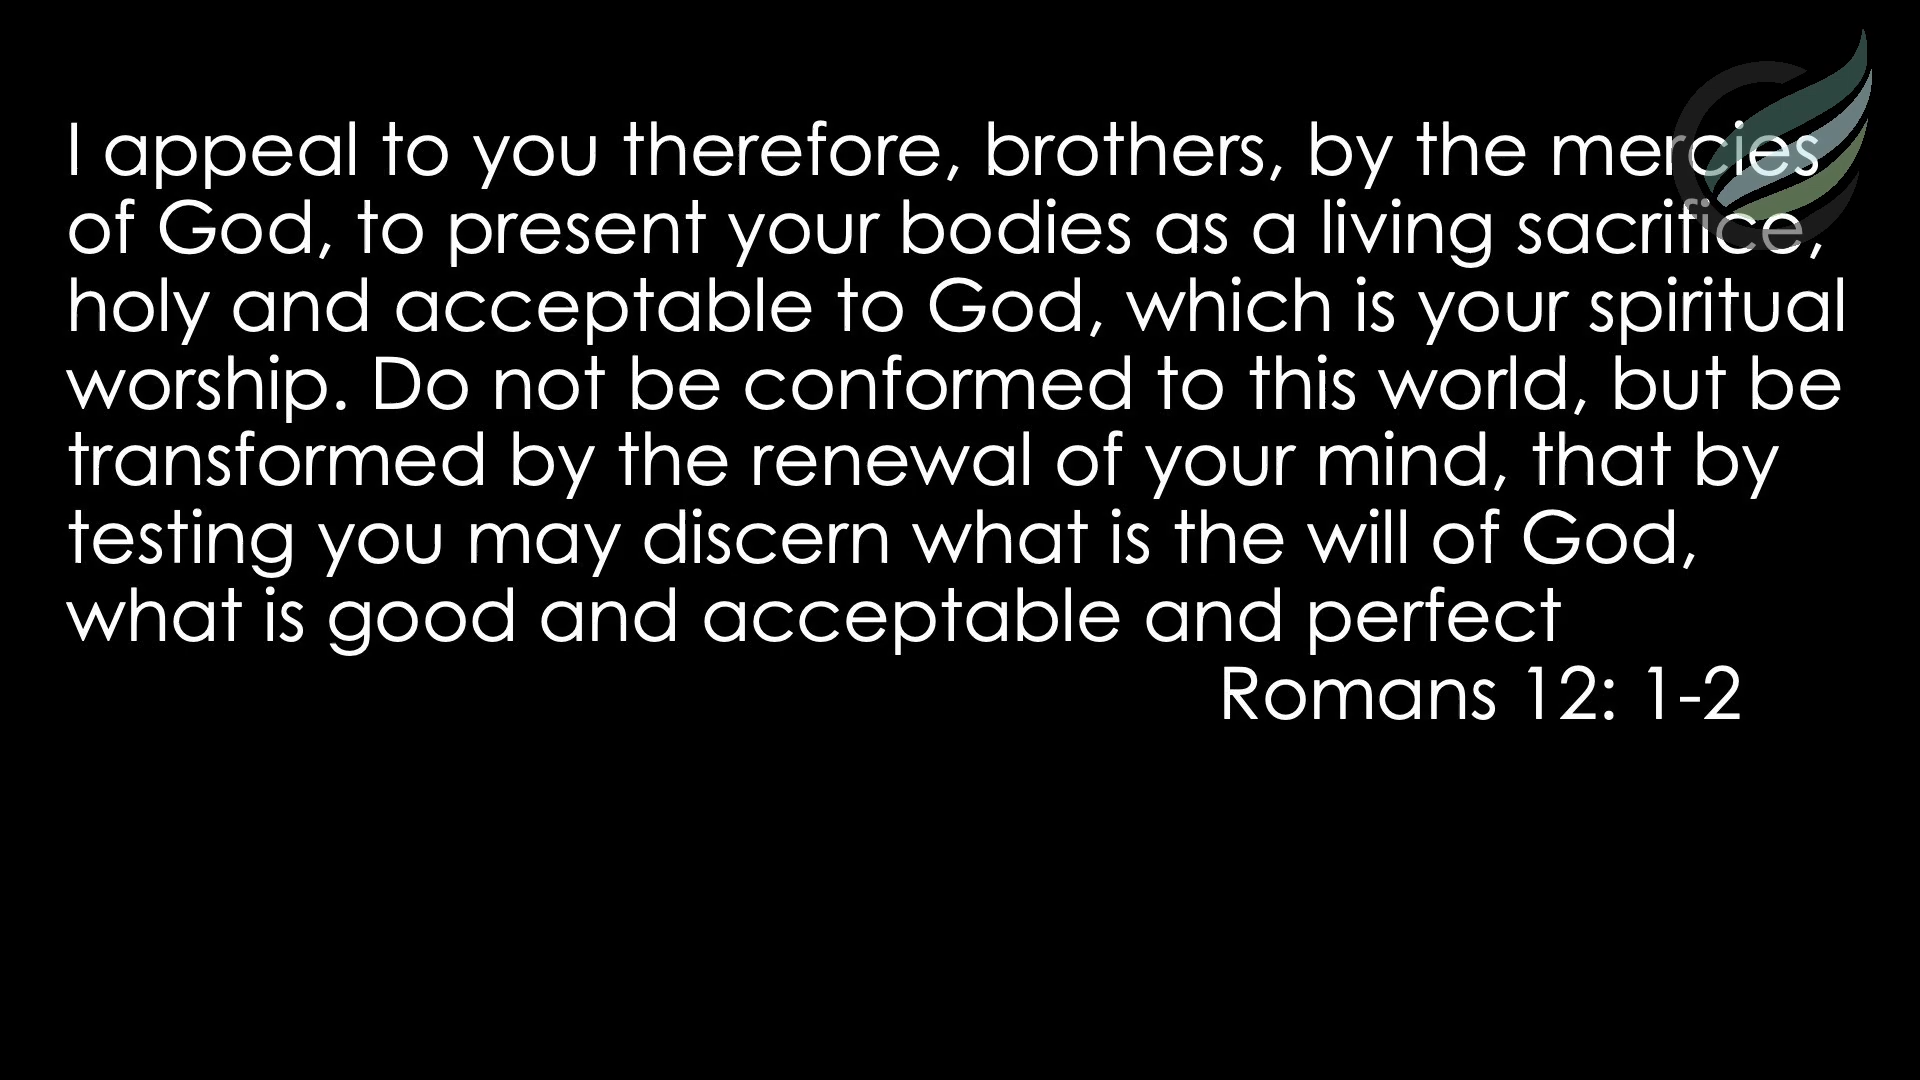 I appeal to you therefore, brothers, by the mercies
of God, to present your bodies as a living sacrifice,
holy and acceptable to God, which is your spiritual
worship. Do not be conformed to this world, but be
transformed by the renewal of your mind, that by
testing you may discern what is the will of God,
what is good and acceptable and perfect
Romans 12: 1-2